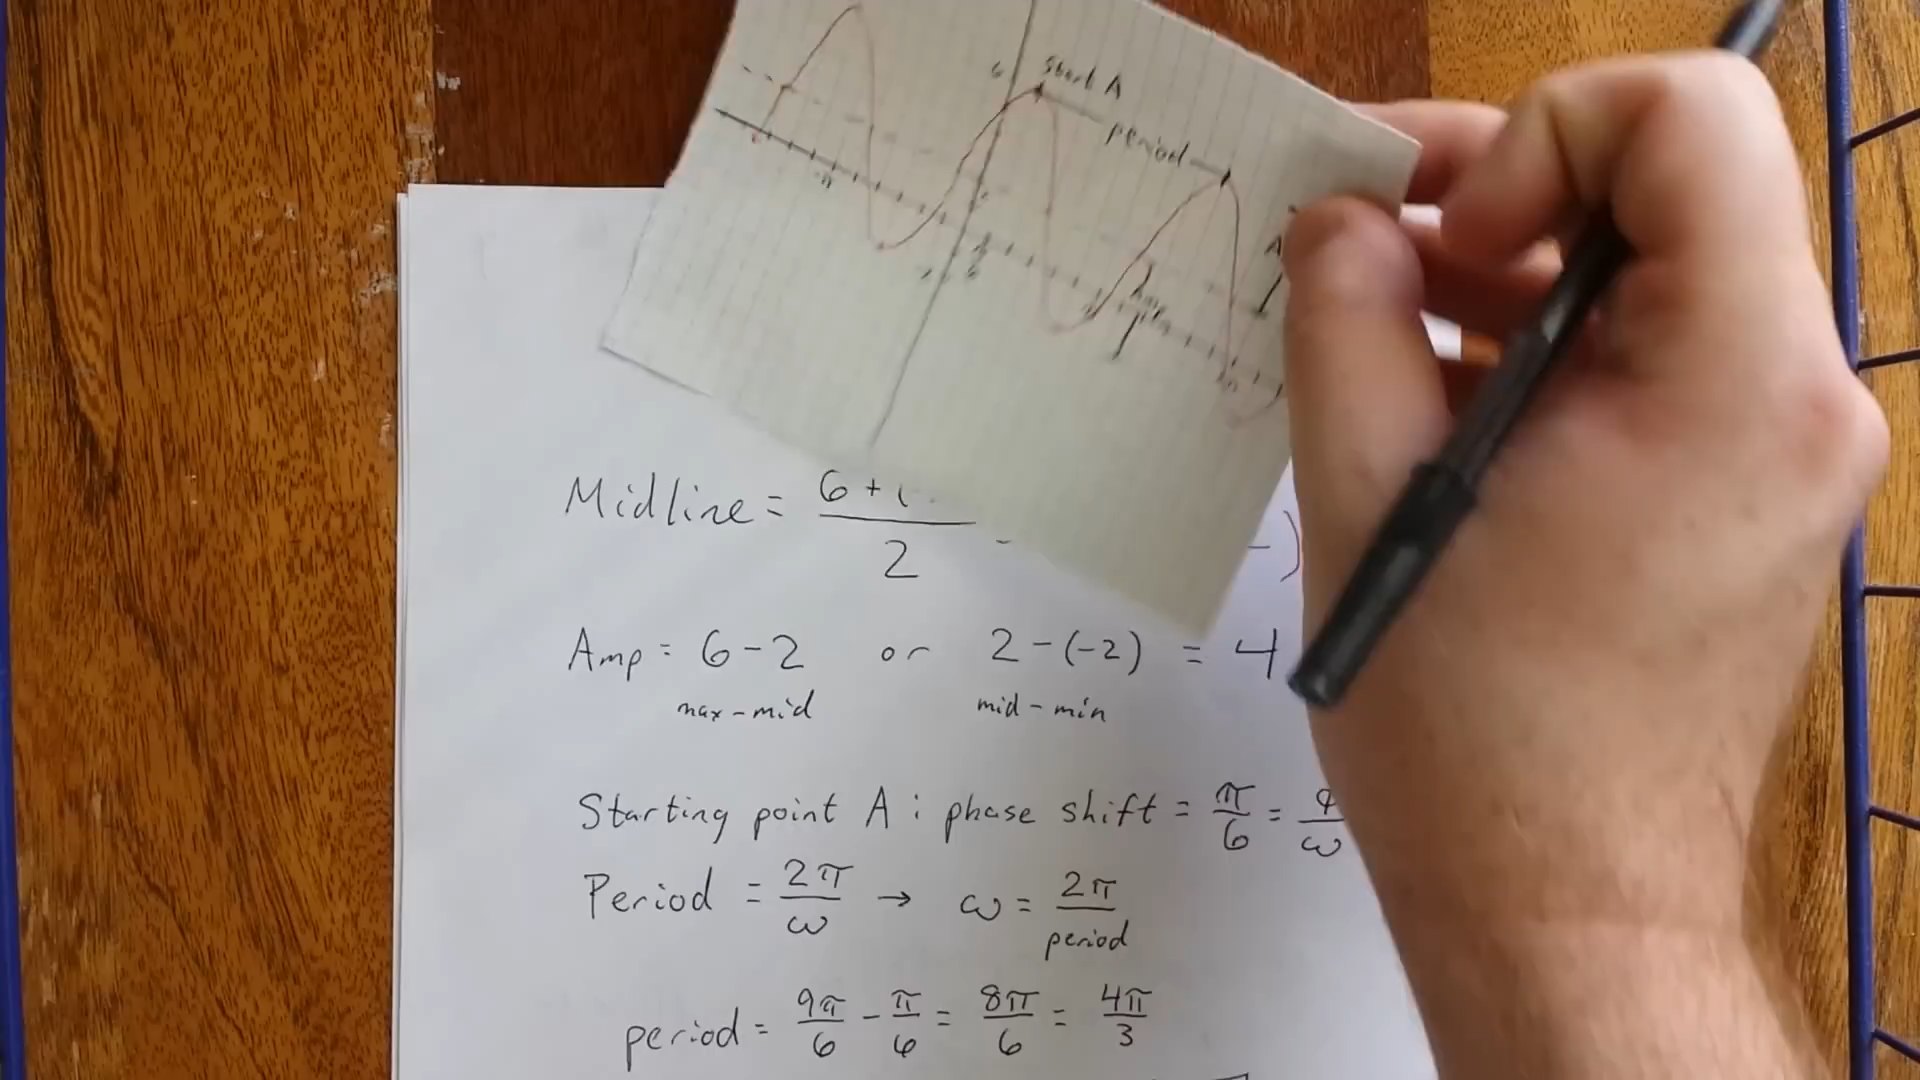 6 Start A
period
Midline = 6 + (
2
Amp = 6 - 2 or 2 - (-2) = 4
max - mid mid - min
Starting point A : phase shift = π/6 = φ/ω
Period = 2π/ω → ω = 2π/period
period = 9π/6 - π/6 = 8π/6 = 4π/3